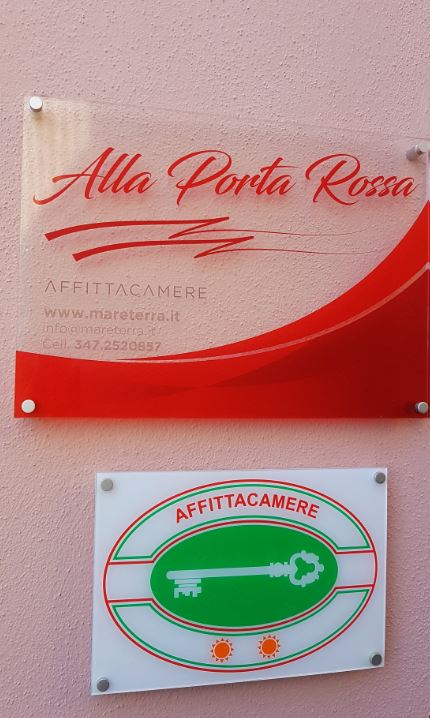 Alla Porta Rossa
AFFITTACAMERE
www.mareterra.it
info@mareterra.it
Cell. 347.2520857
AFFITTACAMERE